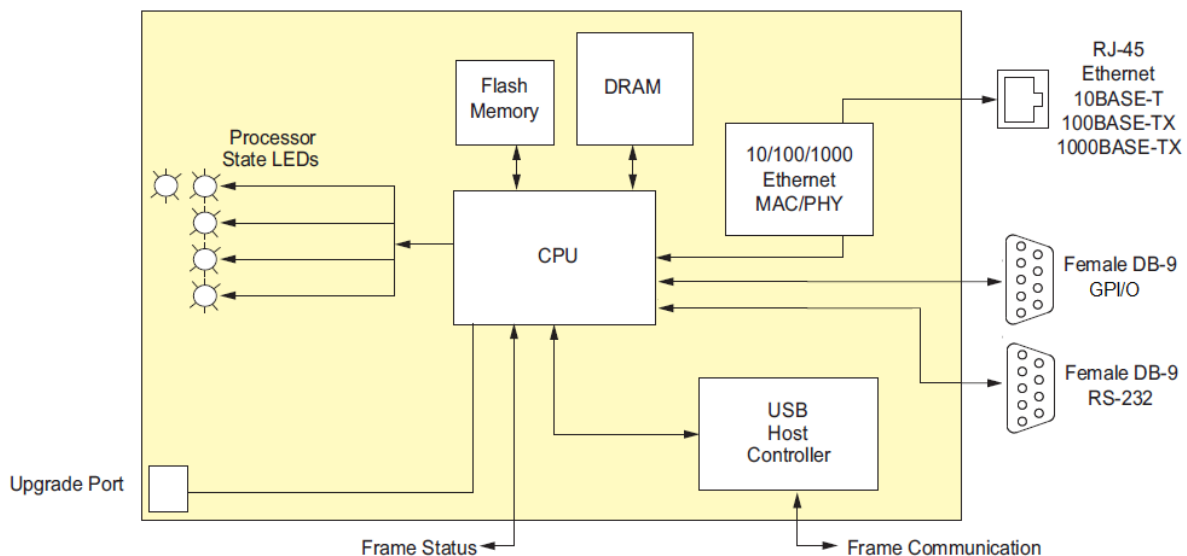 Flash
Memory
DRAM
RJ-45
Ethernet
10BASE-T
100BASE-TX
1000BASE-TX
Processor
State LEDs
10/100/1000
Ethernet
MAC/PHY
CPU
Female DB-9
GPI/O
Female DB-9
RS-232
USB
Host
Controller
Upgrade Port
Frame Status
Frame Communication